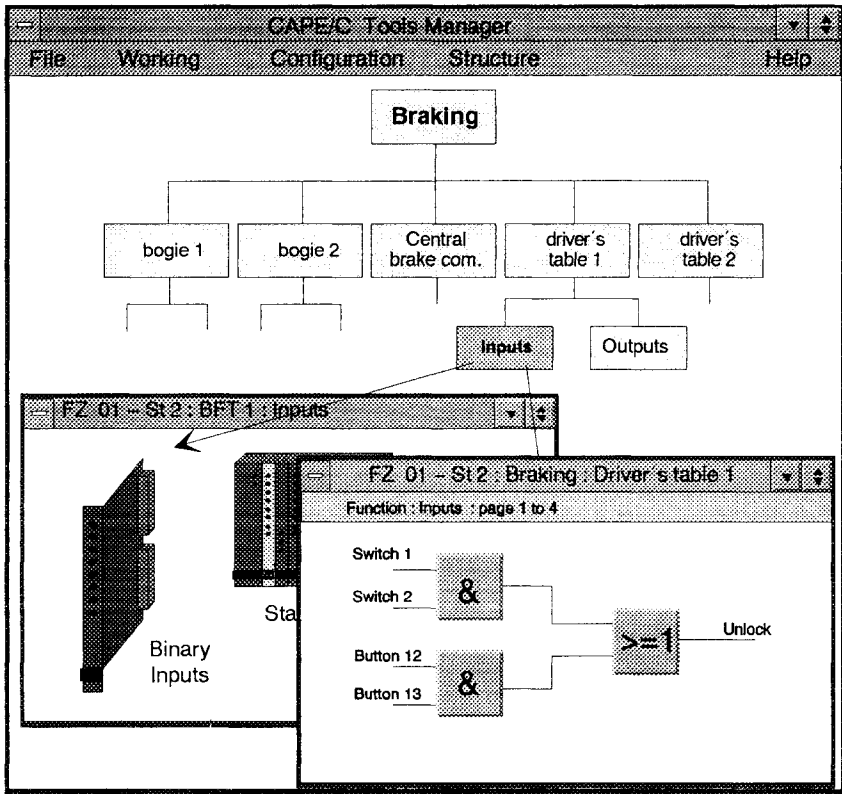 CAPE/C Tools Manager
File Working Configuration Structure Help
Braking
bogie 1
bogie 2
Central
brake com.
driver´s
table 1
driver´s
table 2
Inputs
Outputs
FZ 01 – St 2 : BFT 1 : Inputs
Binary
Inputs
Sta
FZ 01 – St 2 : Braking : Driver´s table 1
Function : Inputs : page 1 to 4
Switch 1
Switch 2
&
Button 12
Button 13
&
>=1
Unlock